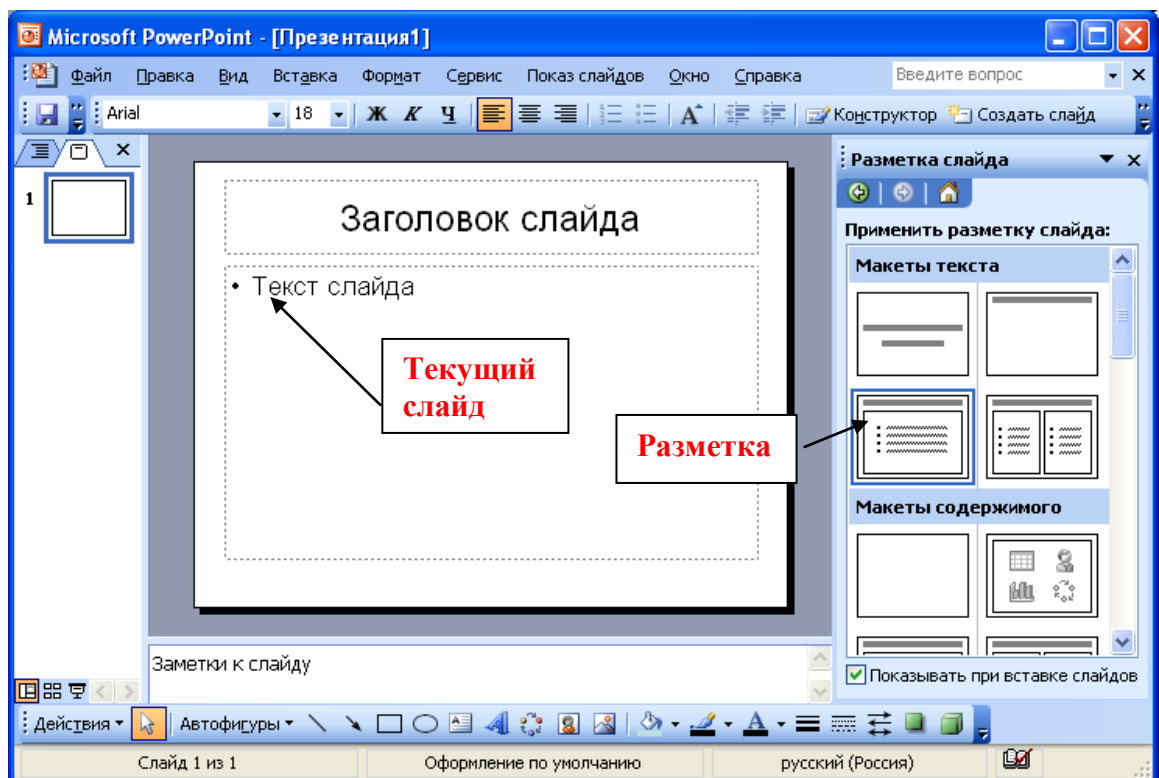 Microsoft PowerPoint - [Презентация1]
Файл Правка Вид Вставка Формат Сервис Показ слайдов Окно Справка Введите вопрос
Arial 18 Ж К Ч А Конструктор Создать слайд
Разметка слайда
1
Применить разметку слайда:
Макеты текста
Заголовок слайда
• Текст слайда
Текущий
слайд
Разметка
Макеты содержимого
Заметки к слайду
Показывать при вставке слайдов
Действия Автофигуры А
Слайд 1 из 1 Оформление по умолчанию русский (Россия)